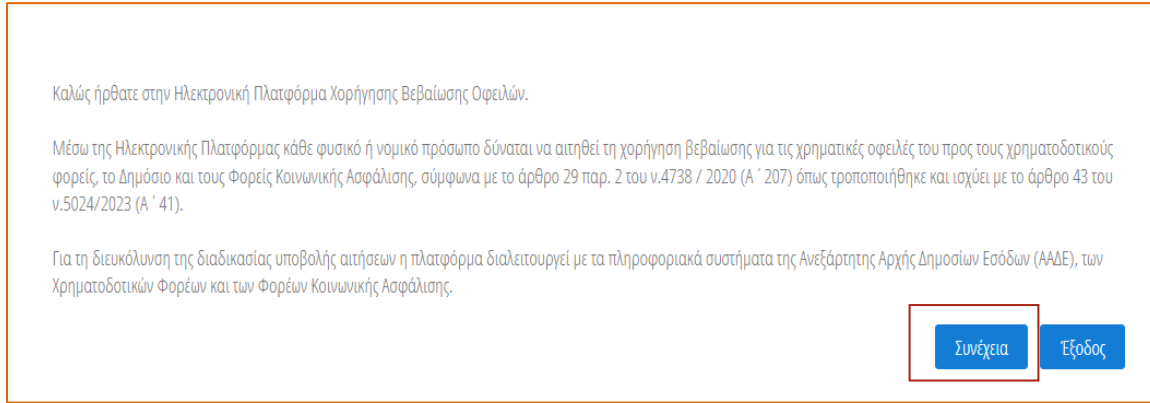 Καλώς ήρθατε στην Ηλεκτρονική Πλατφόρμα Χορήγησης Βεβαίωσης Οφειλών.
Μέσω της Ηλεκτρονικής Πλατφόρμας κάθε φυσικό ή νομικό πρόσωπο δύναται να αιτηθεί τη χορήγηση βεβαίωσης για τις χρηματικές οφειλές του προς τους χρηματοδοτικούς
φορείς, το Δημόσιο και τους Φορείς Κοινωνικής Ασφάλισης, σύμφωνα με το άρθρο 29 παρ. 2 του ν.4738 / 2020 (Α ΄ 207) όπως τροποποιήθηκε και ισχύει με το άρθρο 43 του
ν.5024/2023 (Α ΄ 41).
Για τη διευκόλυνση της διαδικασίας υποβολής αιτήσεων η πλατφόρμα διαλειτουργεί με τα πληροφοριακά συστήματα της Ανεξάρτητης Αρχής Δημοσίων Εσόδων (ΑΑΔΕ), των
Χρηματοδοτικών Φορέων και των Φορέων Κοινωνικής Ασφάλισης.
Συνέχεια Έξοδος